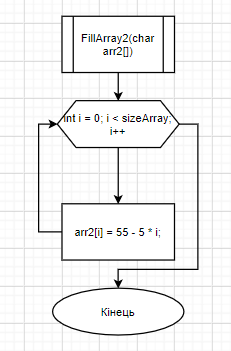 FillArray2(char
arr2[])
int i = 0; i < sizeArray;
i++
arr2[i] = 55 - 5 * i;
Кінець